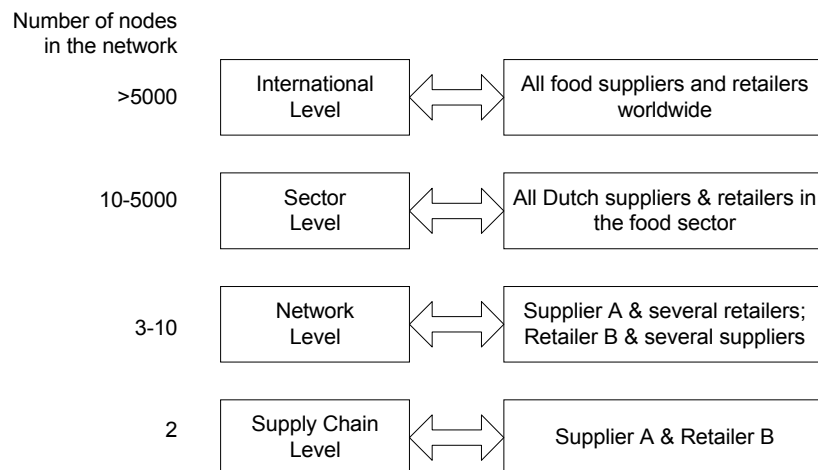 Number of nodes
in the network
>5000
International
Level
All food suppliers and retailers
worldwide
10-5000
Sector
Level
All Dutch suppliers & retailers in
the food sector
3-10
Network
Level
Supplier A & several retailers;
Retailer B & several suppliers
2
Supply Chain
Level
Supplier A & Retailer B